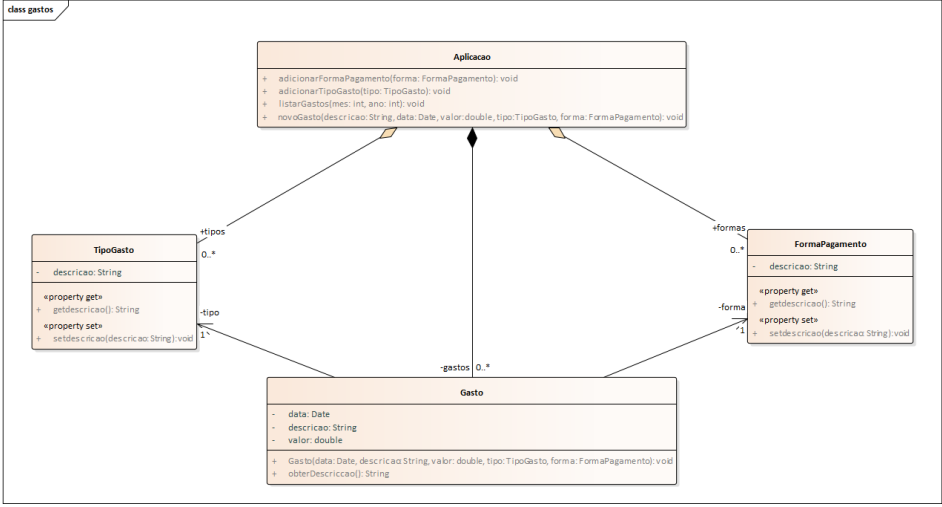 class gastos
Aplicacao
+ adicionarFormaPagamento(forma: FormaPagamento): void
+ adicionarTipoGasto(tipo: TipoGasto): void
+ listarGastos(mes: int, ano: int): void
+ novoGasto(descricao: String, data: Date, valor:double, tipo:TipoGasto, forma: FormaPagamento): void
+tipos
0..*
+formas
0..*
TipoGasto
- descricao: String
«property get»
+ getdescricao(): String
«property set»
+ setdescricao(descricao: String):void
FormaPagamento
- descricao: String
«property get»
+ getdescricao(): String
«property set»
+ setdescricao(descricao: String):void
-tipo
1
-forma
1
-gastos 0..*
Gasto
- data: Date
- descricao: String
- valor: double
+ Gasto(data: Date, descricao: String, valor: double, tipo: TipoGasto, forma: FormaPagamento): void
+ obterDescriccao(): String